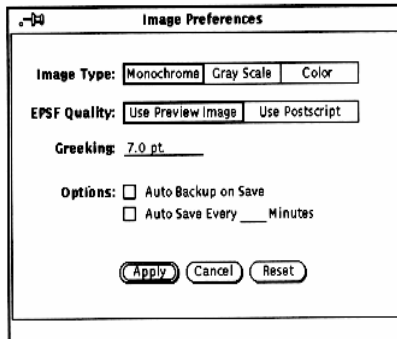 Image Preferences
Image Type: Monochrome Gray Scale Color
EPSF Quality: Use Preview Image Use Postscript
Greeking: 7.0 pt.
Options: Auto Backup on Save
Auto Save Every ____ Minutes
Apply Cancel Reset